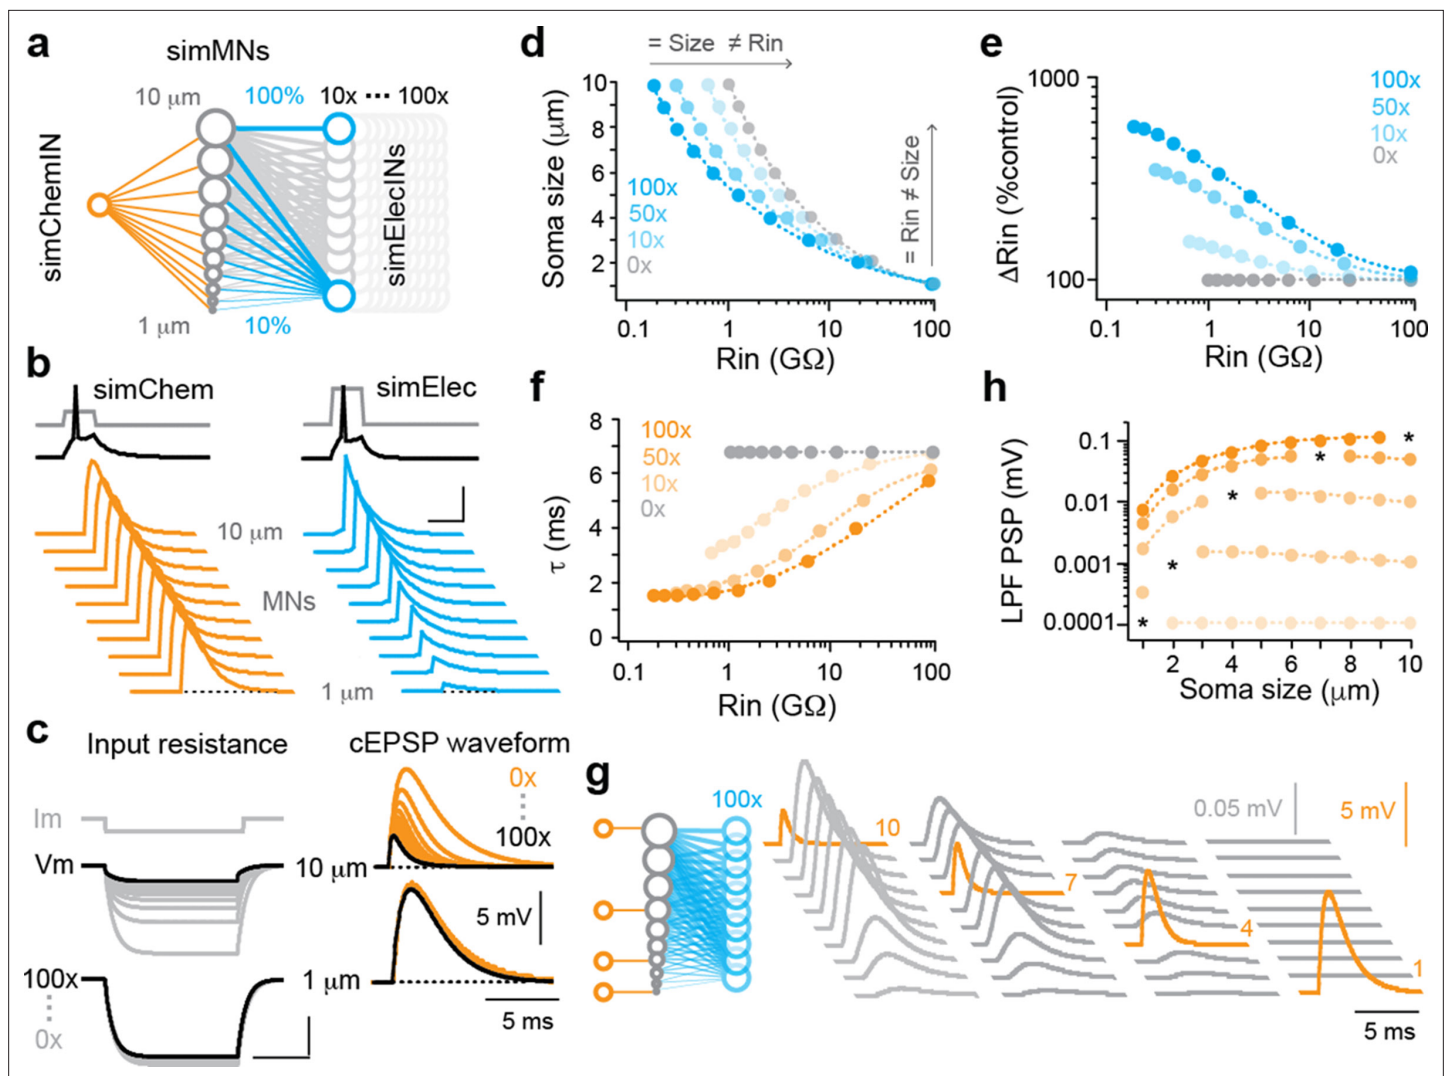 a
simMNs
10 μm
100%
10x ••• 100x
simChemIN
simElecINs
1 μm
10%
b
simChem
simElec
10 μm
MNs
1 μm
c
Input resistance
cEPSP waveform
Im
Vm
0x
100x
10 μm
5 mV
100x
0x
1 μm
5 ms
d
= Size ≠ Rin
= Rin ≠ Size
Soma size (μm)
10
8
6
4
2
100x
50x
10x
0x
0.1
1
10
100
Rin (GΩ)
e
ΔRin (%control)
1000
100
100x
50x
10x
0x
0.1
1
10
100
Rin (GΩ)
f
τ (ms)
8
6
4
2
0
100x
50x
10x
0x
0.1
1
10
100
Rin (GΩ)
h
LPF PSP (mV)
0.1
0.01
0.001
0.0001
*
*
*
*
*
2
4
6
8
10
Soma size (μm)
g
100x
10
7
4
1
0.05 mV
5 mV
5 ms